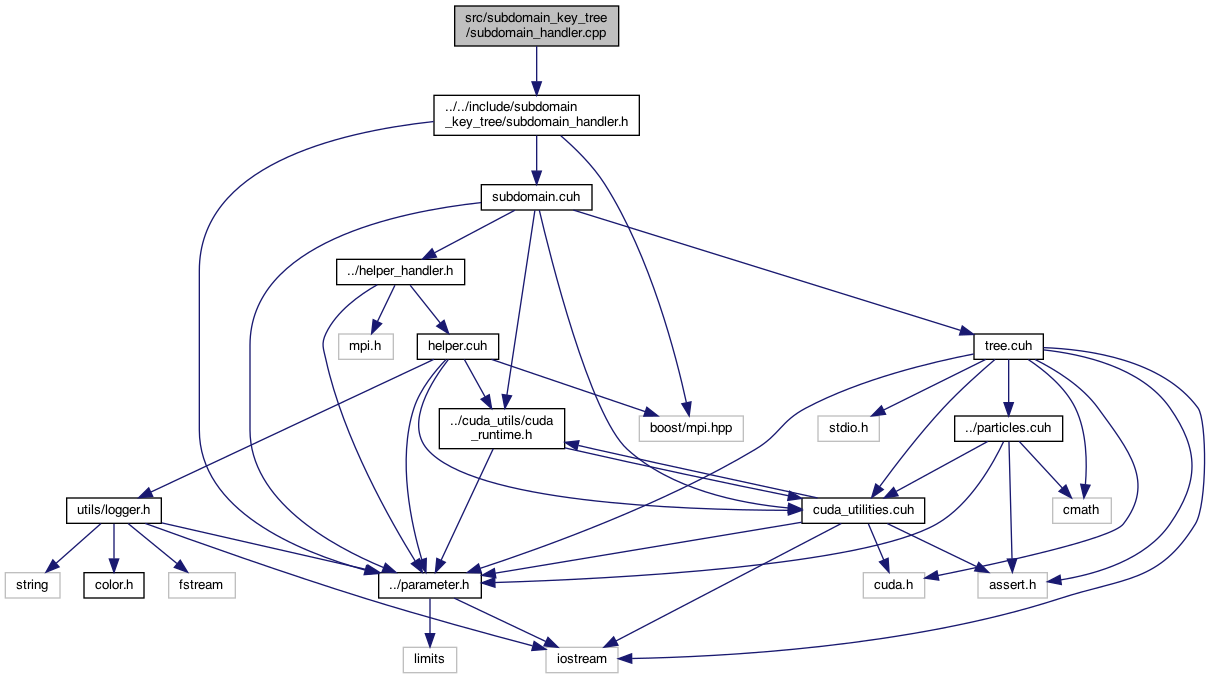 src/subdomain_key_tree
/subdomain_handler.cpp
../../include/subdomain
_key_tree/subdomain_handler.h
subdomain.cuh
../helper_handler.h
mpi.h
helper.cuh
tree.cuh
../cuda_utils/cuda
_runtime.h
boost/mpi.hpp
stdio.h
../particles.cuh
utils/logger.h
cuda_utilities.cuh
cmath
string
color.h
fstream
../parameter.h
cuda.h
assert.h
limits
iostream